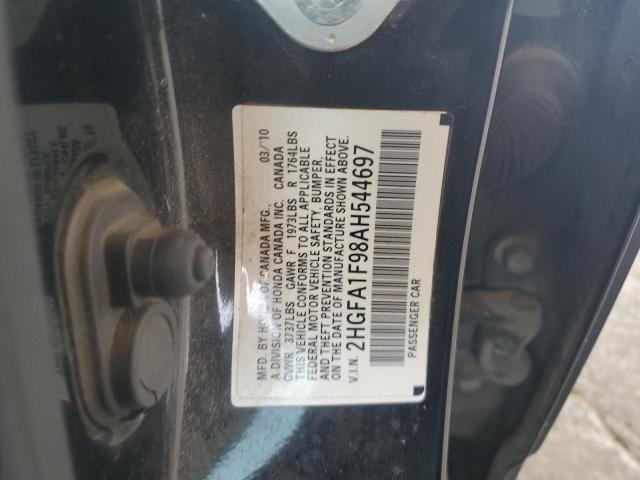 MFD. BY HONDA OF CANADA MFG.,
A DIVISION OF HONDA CANADA INC. CANADA 03/'10
GVWR. 3737LBS GAWR. F 1973LBS R 1764LBS
THIS VEHICLE CONFORMS TO ALL APPLICABLE
FEDERAL MOTOR VEHICLE SAFETY, BUMPER,
AND THEFT PREVENTION STANDARDS IN EFFECT
ON THE DATE OF MANUFACTURE SHOWN ABOVE.
V.I.N. 2HGFA1F98AH544697
PASSENGER CAR